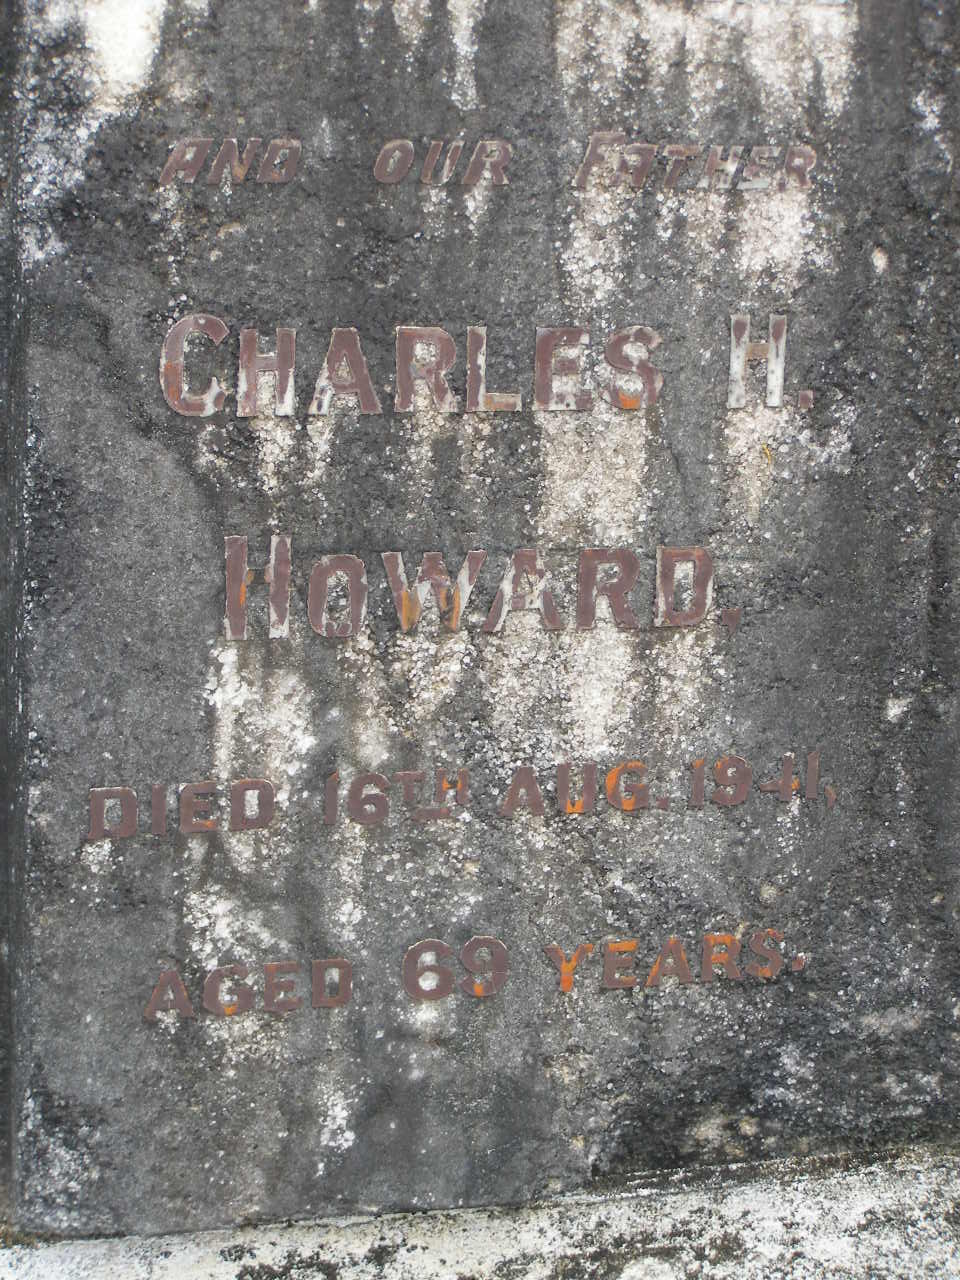 AND OUR FATHER
CHARLES H.
HOWARD,
DIED 16TH AUG. 1941,
AGED 69 YEARS.